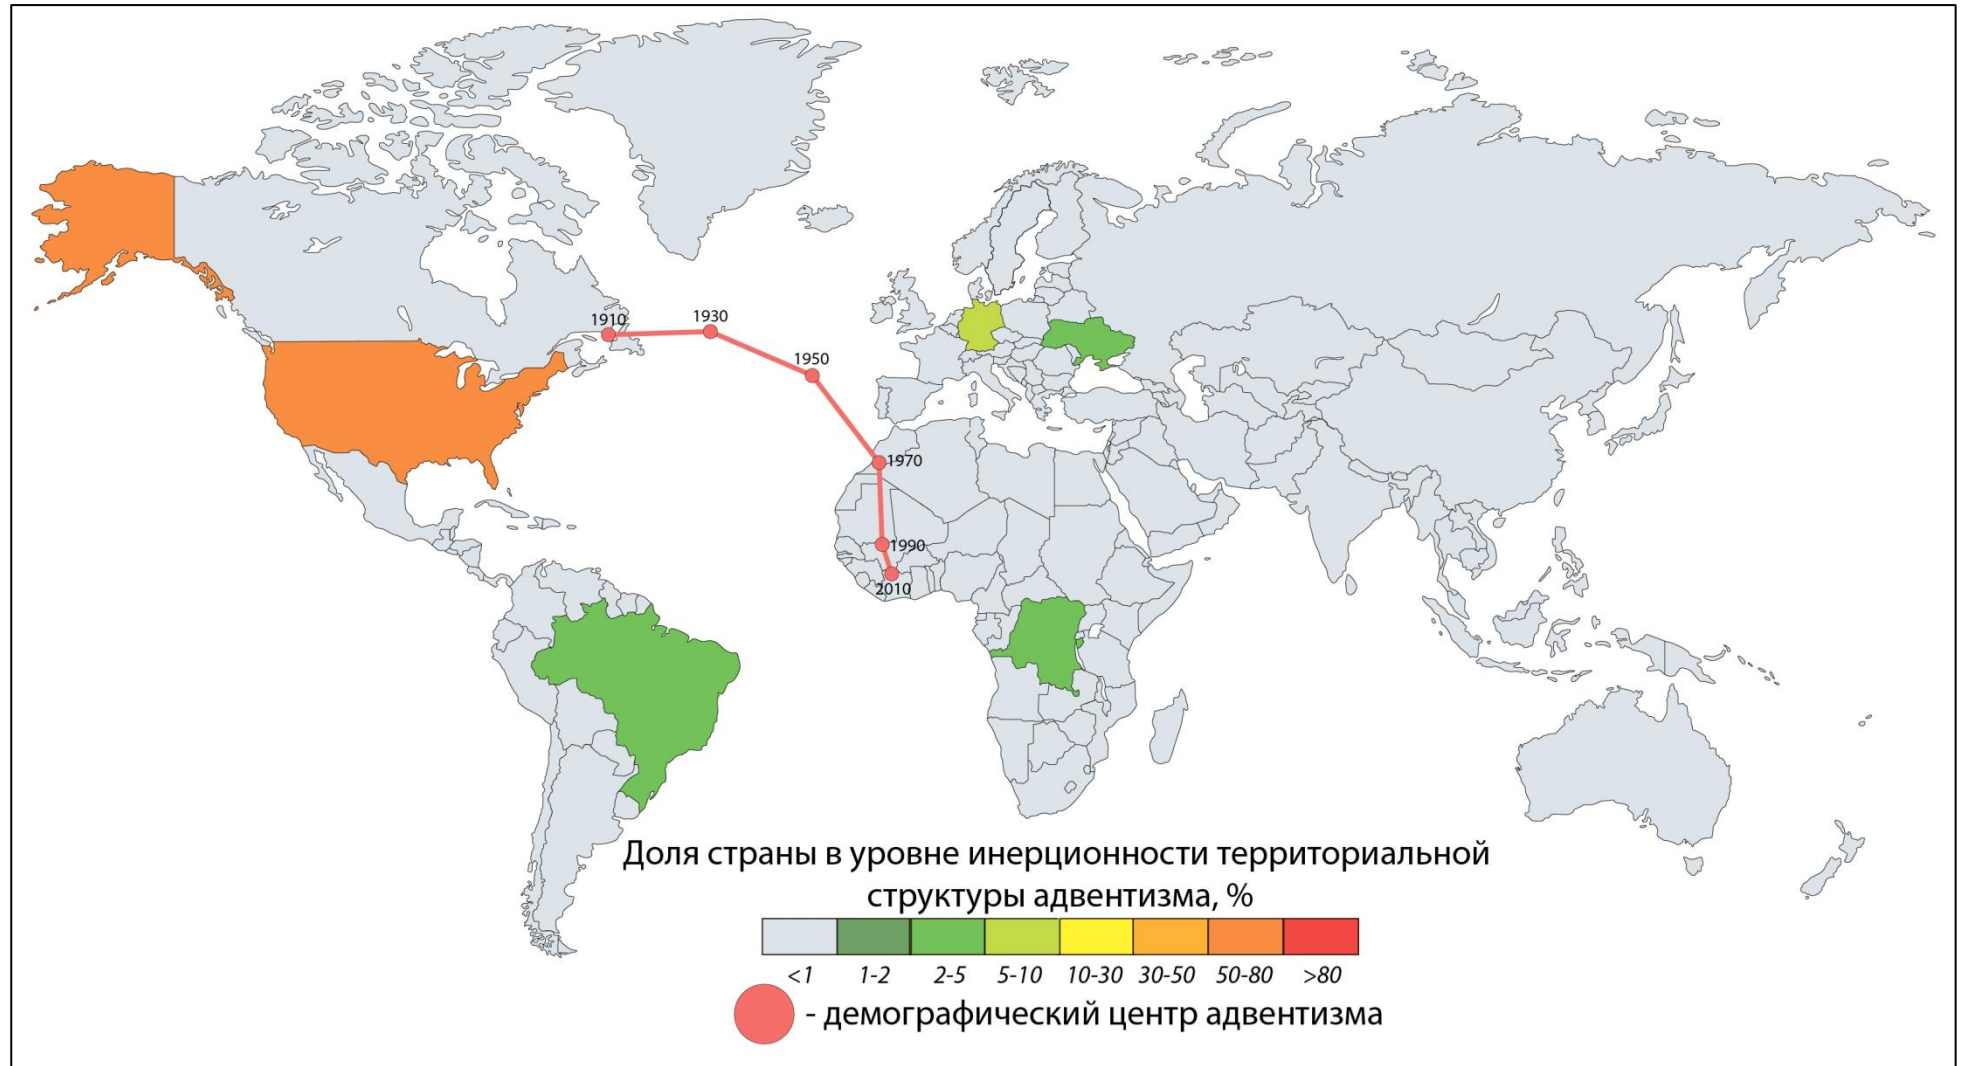 1910
1930
1950
1970
1990
2010
Доля страны в уровне инерционности территориальной
структуры адвентизма, %
<1 1-2 2-5 5-10 10-30 30-50 50-80 >80
- демографический центр адвентизма